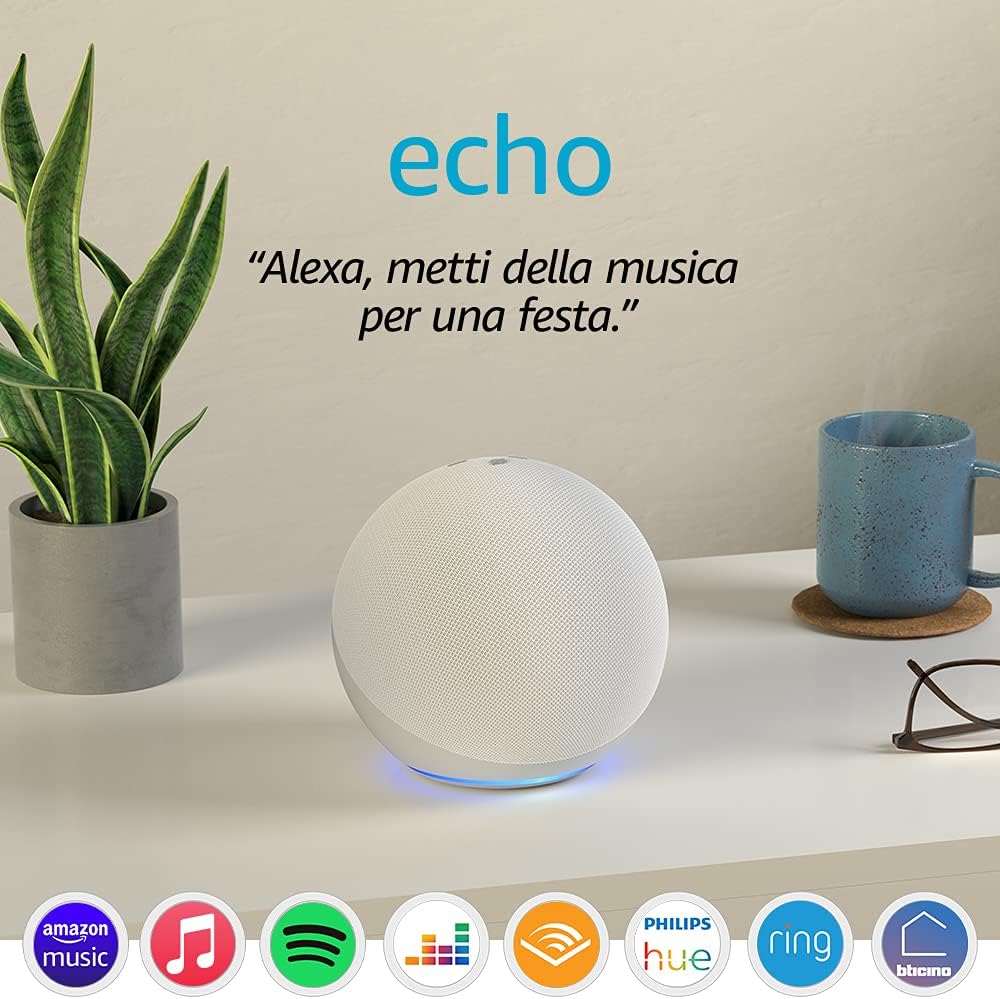 echo
“Alexa, metti della musica
per una festa.”
amazon
music
PHILIPS
hue
ring
bticino